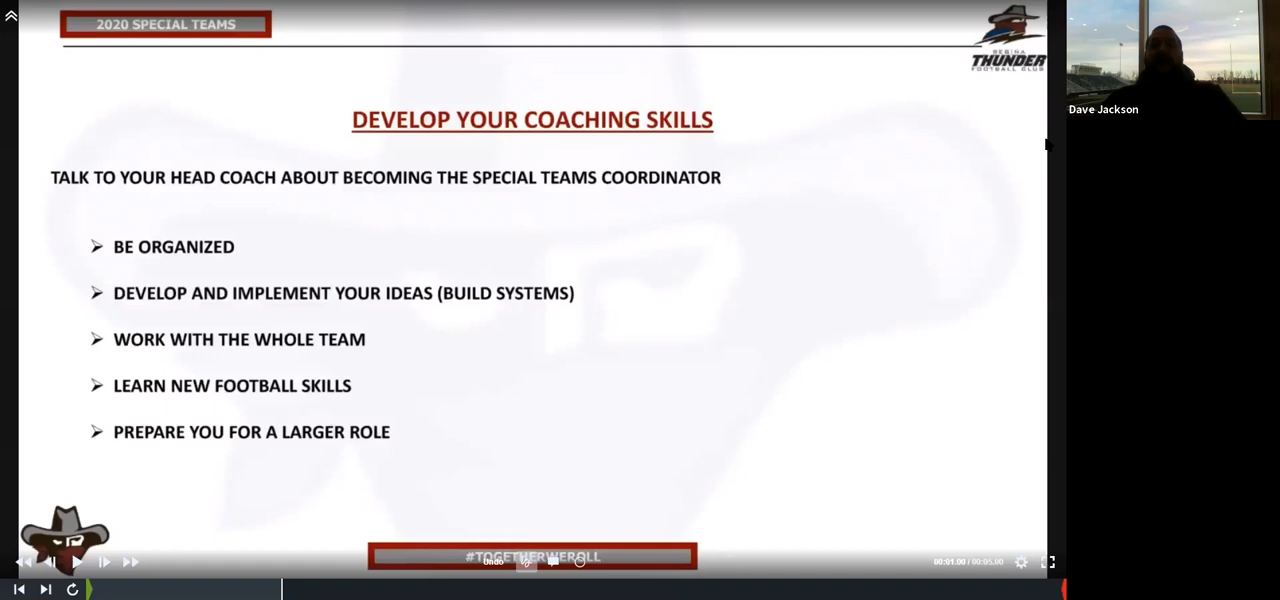 2020 SPECIAL TEAMS
REGINA
THUNDER
FOOTBALL CLUB
Dave Jackson
DEVELOP YOUR COACHING SKILLS
TALK TO YOUR HEAD COACH ABOUT BECOMING THE SPECIAL TEAMS COORDINATOR
➢ BE ORGANIZED
➢ DEVELOP AND IMPLEMENT YOUR IDEAS (BUILD SYSTEMS)
➢ WORK WITH THE WHOLE TEAM
➢ LEARN NEW FOOTBALL SKILLS
➢ PREPARE YOU FOR A LARGER ROLE
#TOGETHERWEROLL
Undo
00:01.00 / 00:05.00